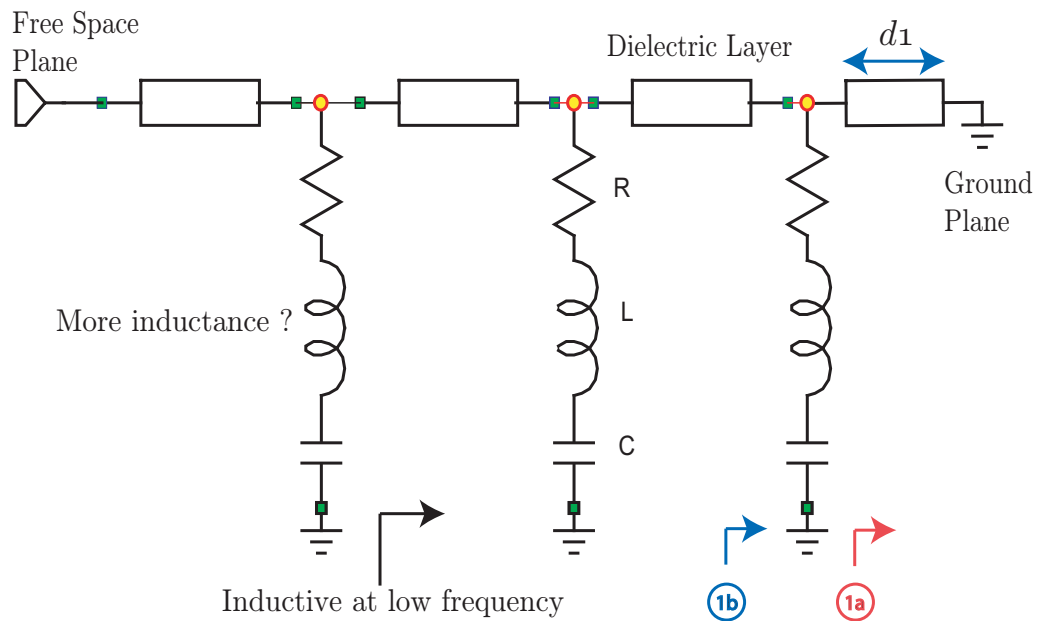 Free Space
Plane
Dielectric Layer
d1
Ground
Plane
R
More inductance ?
L
C
Inductive at low frequency
1b
1a